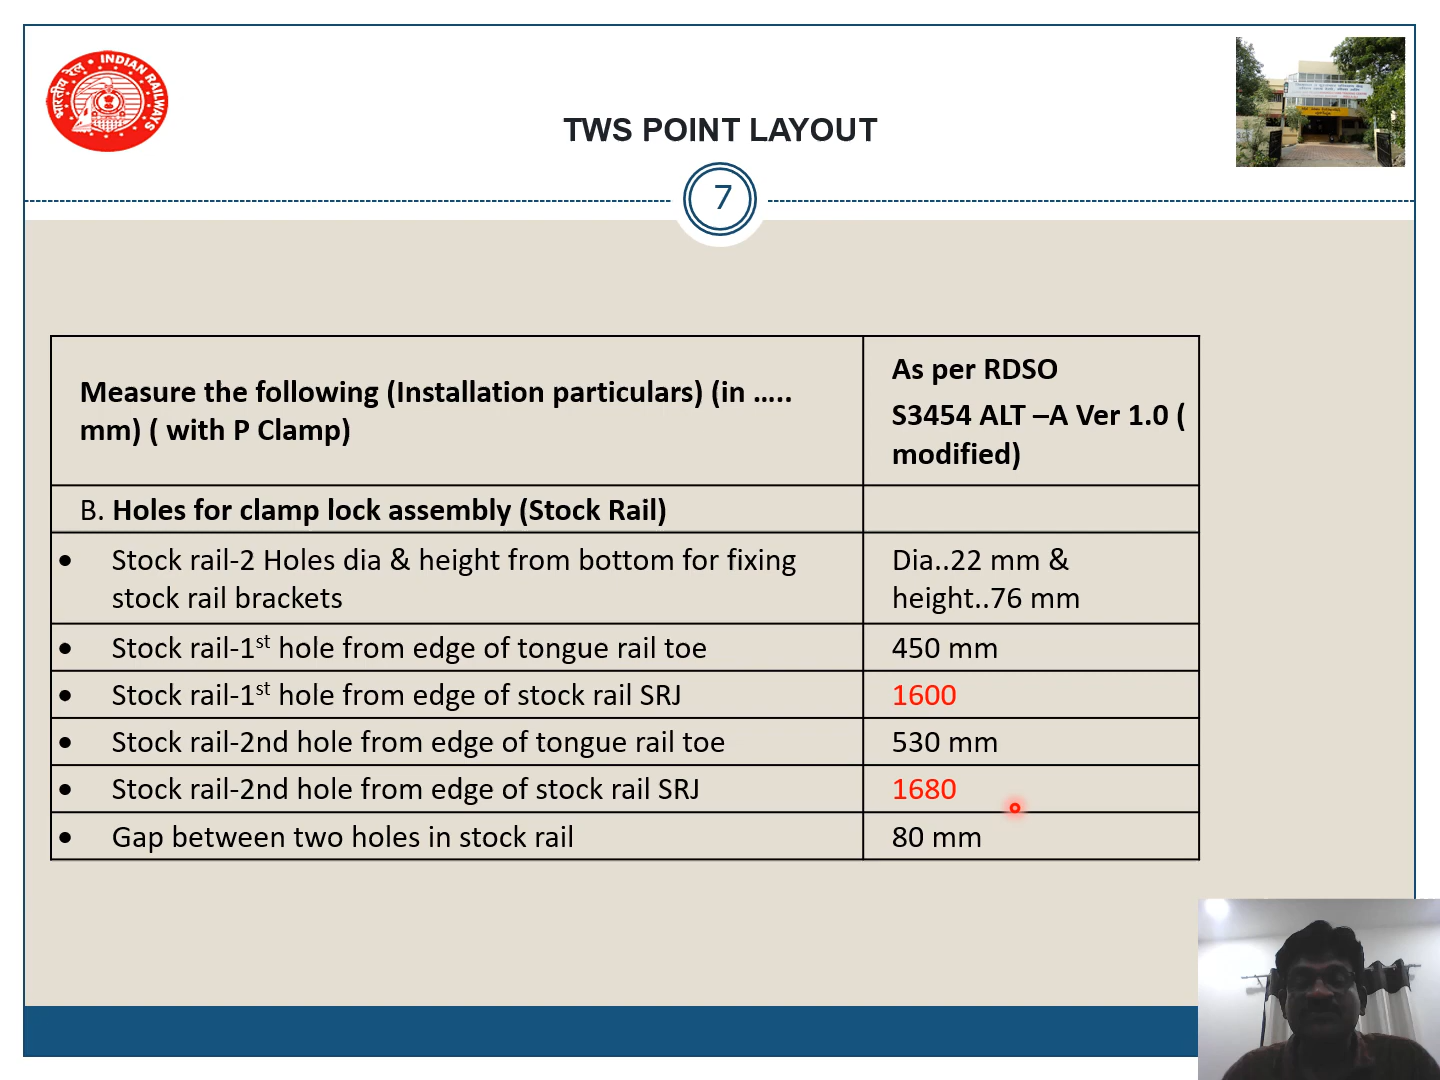 भारतीय रेल • INDIAN RAILWAYS
TWS POINT LAYOUT
7
Measure the following (Installation particulars) (in …..
mm) ( with P Clamp)
As per RDSO
S3454 ALT –A Ver 1.0 (
modified)
B. Holes for clamp lock assembly (Stock Rail)
• Stock rail-2 Holes dia & height from bottom for fixing
stock rail brackets
Dia..22 mm &
height..76 mm
• Stock rail-1st hole from edge of tongue rail toe
450 mm
• Stock rail-1st hole from edge of stock rail SRJ
1600
• Stock rail-2nd hole from edge of tongue rail toe
530 mm
• Stock rail-2nd hole from edge of stock rail SRJ
1680
• Gap between two holes in stock rail
80 mm